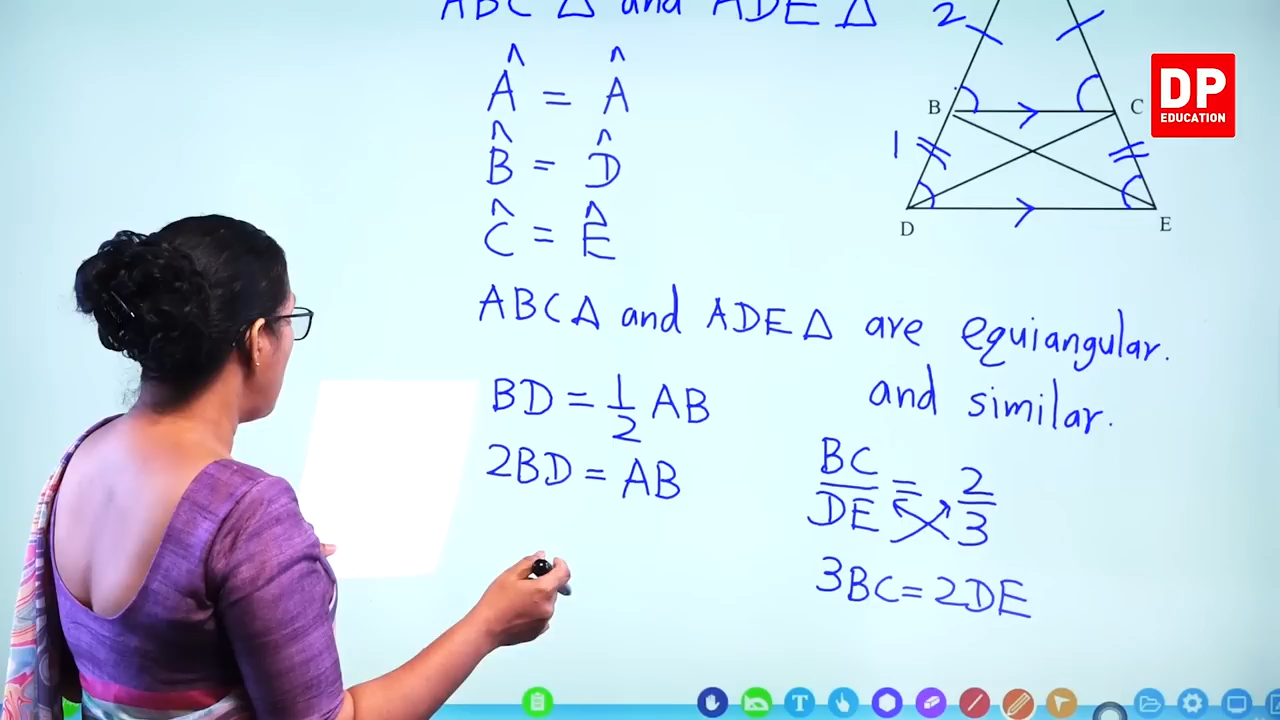 ABC Δ and ADE Δ
Â = Â
B̂ = D̂
Ĉ = Ê
ABC Δ and ADE Δ are equiangular.
and similar.
BD = 1/2 AB
2BD = AB
BC/DE = 2/3
3BC = 2DE
2
B
C
1
D
E
DP
EDUCATION
T